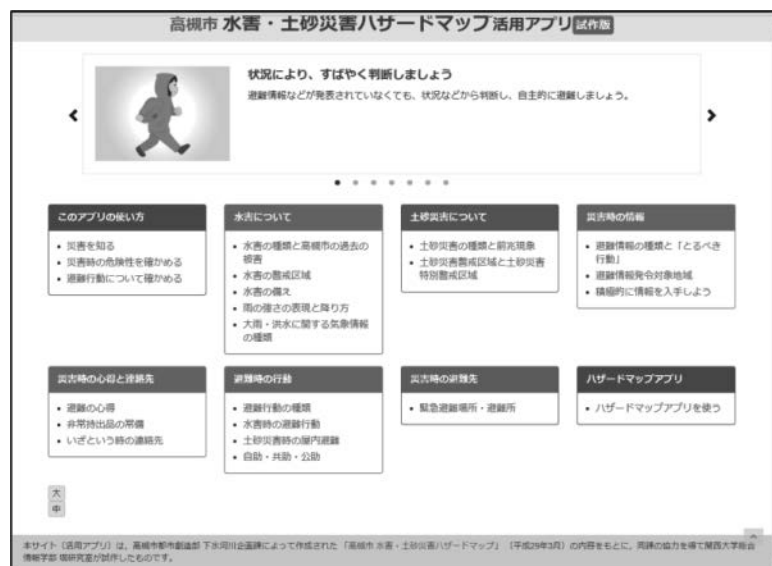 高槻市 水害・土砂災害ハザードマップ活用アプリ 試作版
状況により、すばやく判断しましょう
避難情報などが発表されていなくても、状況などから判断し、自主的に避難しましょう。
このアプリの使い方
• 災害を知る
• 災害時の危険性を確かめる
• 避難行動について確かめる
水害について
• 水害の種類と高槻市の過去の
被害
• 水害の警戒区域
• 水害の備え
• 雨の強さの表現と降り方
• 大雨・洪水に関する気象情報
の種類
土砂災害について
• 土砂災害の種類と前兆現象
• 土砂災害警戒区域と土砂災害
特別警戒区域
災害時の情報
• 避難情報の種類と「とるべき
行動」
• 避難情報発令対象地域
• 積極的に情報を入手しよう
災害時の心得と連絡先
• 避難の心得
• 非常持出品の常備
• いざという時の連絡先
避難時の行動
• 避難行動の種類
• 水害時の避難行動
• 土砂災害時の屋内避難
• 自助・共助・公助
災害時の避難先
• 緊急避難場所・避難所
ハザードマップアプリ
• ハザードマップアプリを使う
大
中
本サイト（活用アプリ）は、高槻市都市創造部 下水河川企画課によって作成された「高槻市 水害・土砂災害ハザードマップ」（平成29年3月）の内容をもとに、同課の協力を得て関西大学総合
情報学部 堀研究室が試作したものです。